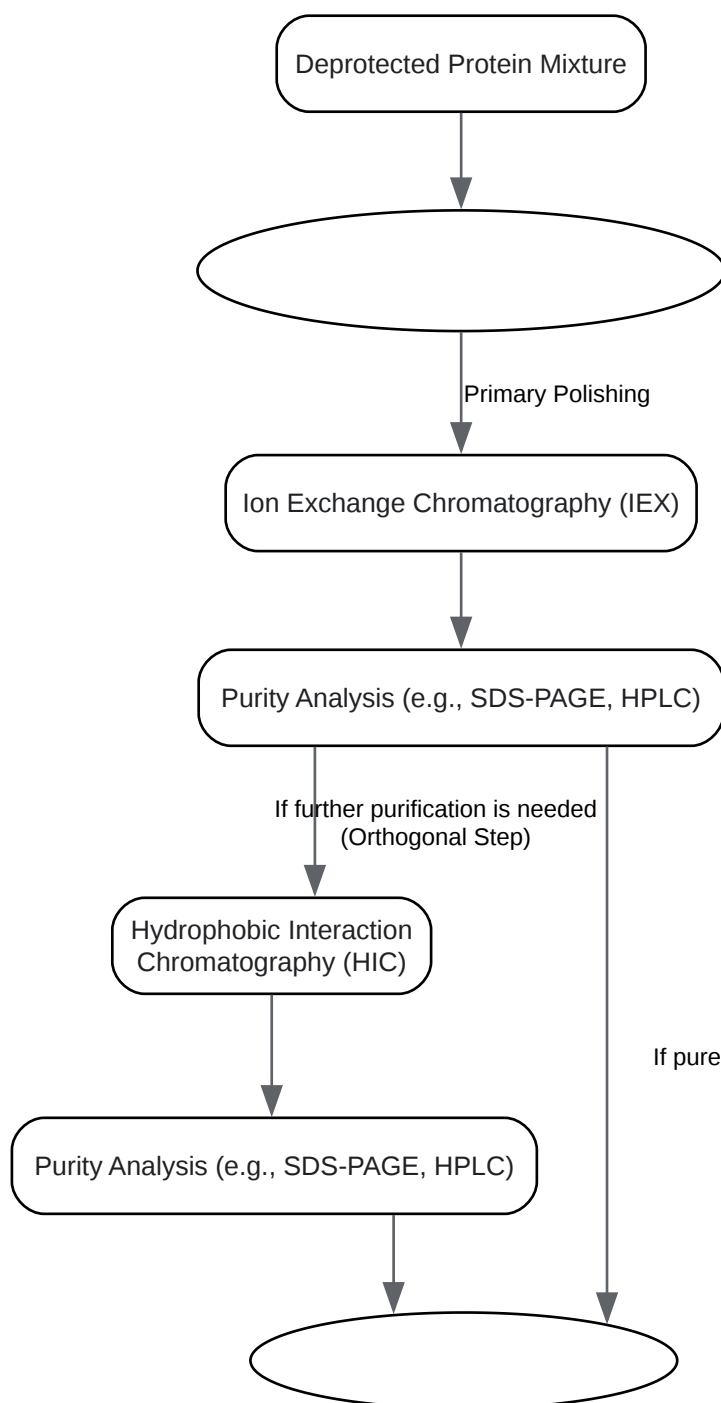 Deprotected Protein Mixture
Primary Polishing
Ion Exchange Chromatography (IEX)
Purity Analysis (e.g., SDS-PAGE, HPLC)
If further purification is needed
(Orthogonal Step)
Hydrophobic Interaction
Chromatography (HIC)
If pure
Purity Analysis (e.g., SDS-PAGE, HPLC)